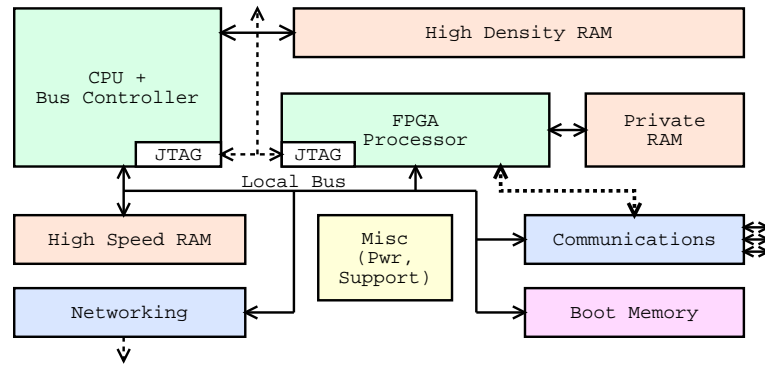 High Density RAM
CPU +
Bus Controller
FPGA
Processor
Private
RAM
JTAG
JTAG
Local Bus
High Speed RAM
Misc
(Pwr,
Support)
Communications
Networking
Boot Memory